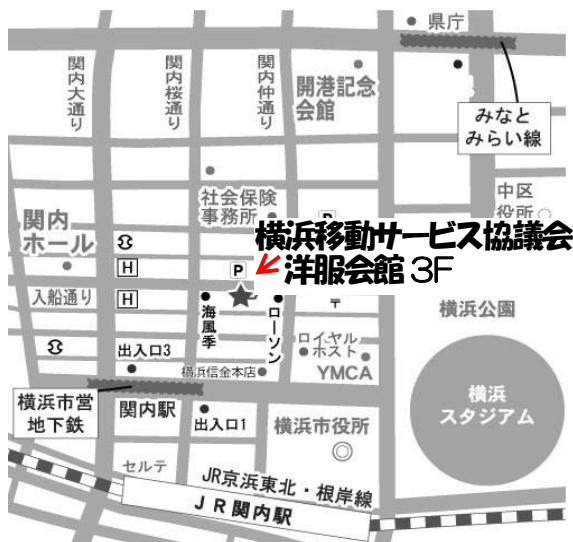 県庁
関内大通り
関内桜通り
関内仲通り
開港記念
会館
みなと
みらい線
社会保険
事務所
中区
役所
関内
ホール
横浜移動サービス協議会
洋服会館 3F
H
P
入船通り
H
海風季
ローソン
〒
横浜公園
出入口3
ロイヤル
ホスト
横浜信金本店
YMCA
横浜市営
地下鉄
関内駅
出入口1
横浜市役所
横浜
スタジアム
セルテ
JR京浜東北・根岸線
JR関内駅